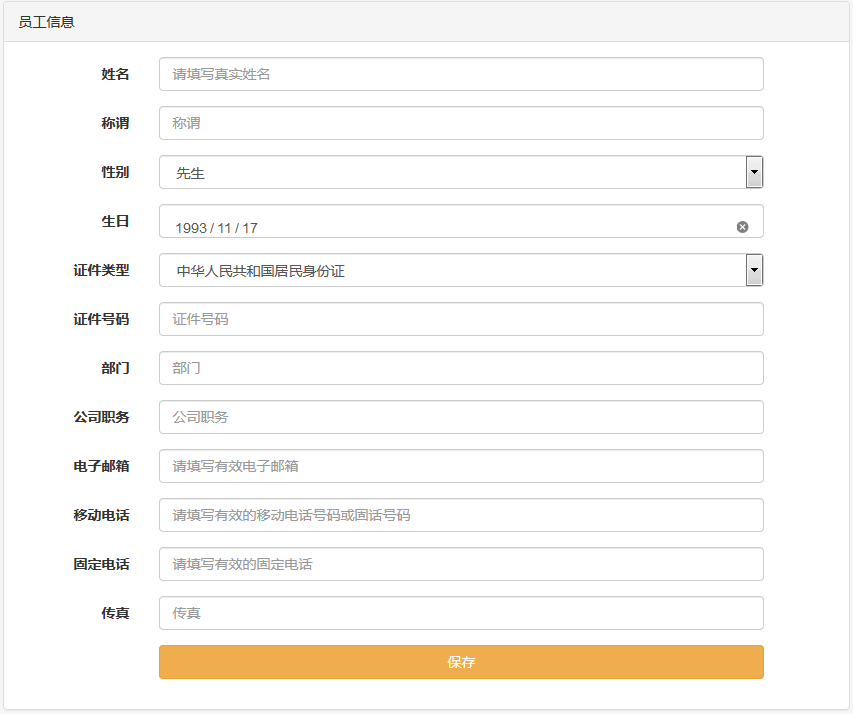 员工信息
姓名 请填写真实姓名
称谓 称谓
性别 先生
生日 1993 / 11 / 17
证件类型 中华人民共和国居民身份证
证件号码 证件号码
部门 部门
公司职务 公司职务
电子邮箱 请填写有效电子邮箱
移动电话 请填写有效的移动电话号码或固话号码
固定电话 请填写有效的固定电话
传真 传真
保存